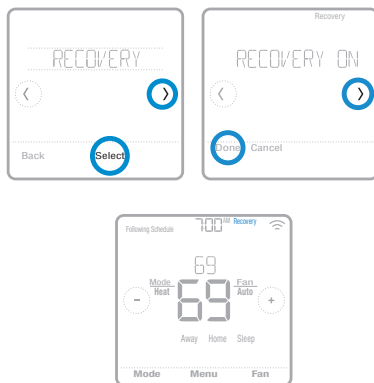 RECOVERY
Back Select
Recovery
RECOVERY ON
Done Cancel
Following Schedule 7:00 AM Recovery
69
Mode Heat 69 Fan Auto
- +
Away Home Sleep
Mode Menu Fan